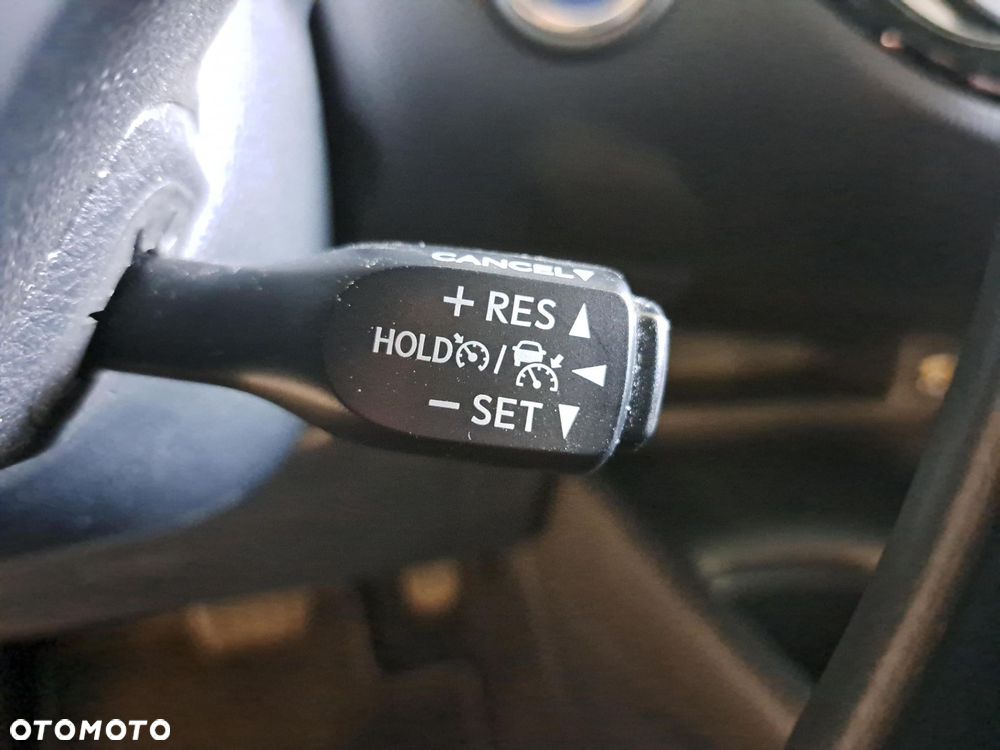 CANCEL▼
+ RES ▲
HOLD / ◀
− SET ▼
OTOMOTO